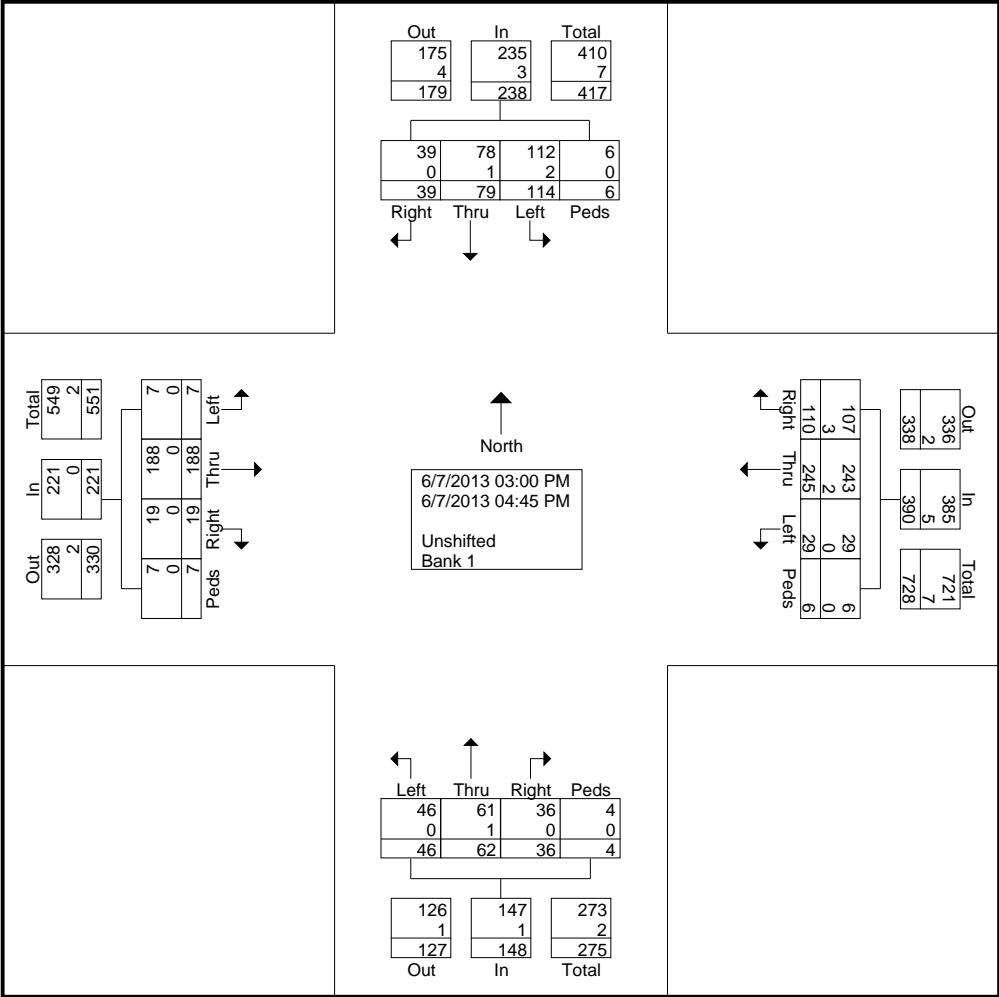 Out In Total
175 235 410
4 3 7
179 238 417
39 78 112 6
0 1 2 0
39 79 114 6
Right Thru Left Peds
Total In Out
549 221 328
2 0 2
551 221 330
7 188 19 7
0 0 0 0
7 188 19 7
Left Thru Right Peds
North
6/7/2013 03:00 PM
6/7/2013 04:45 PM
Unshifted
Bank 1
Right Thru Left Peds
110 245 29 6
3 2 0 0
107 243 29 6
Out In Total
336 385 721
2 5 7
338 390 728
Left Thru Right Peds
46 61 36 4
0 1 0 0
46 62 36 4
126 147 273
1 1 2
127 148 275
Out In Total